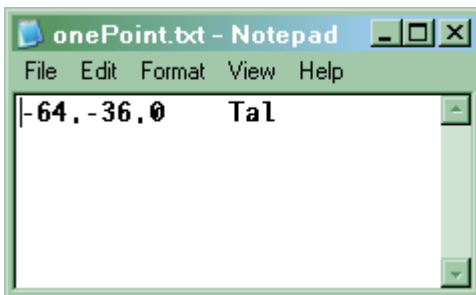 onePoint.txt - Notepad
File Edit Format View Help
-64,-36,0 Tal